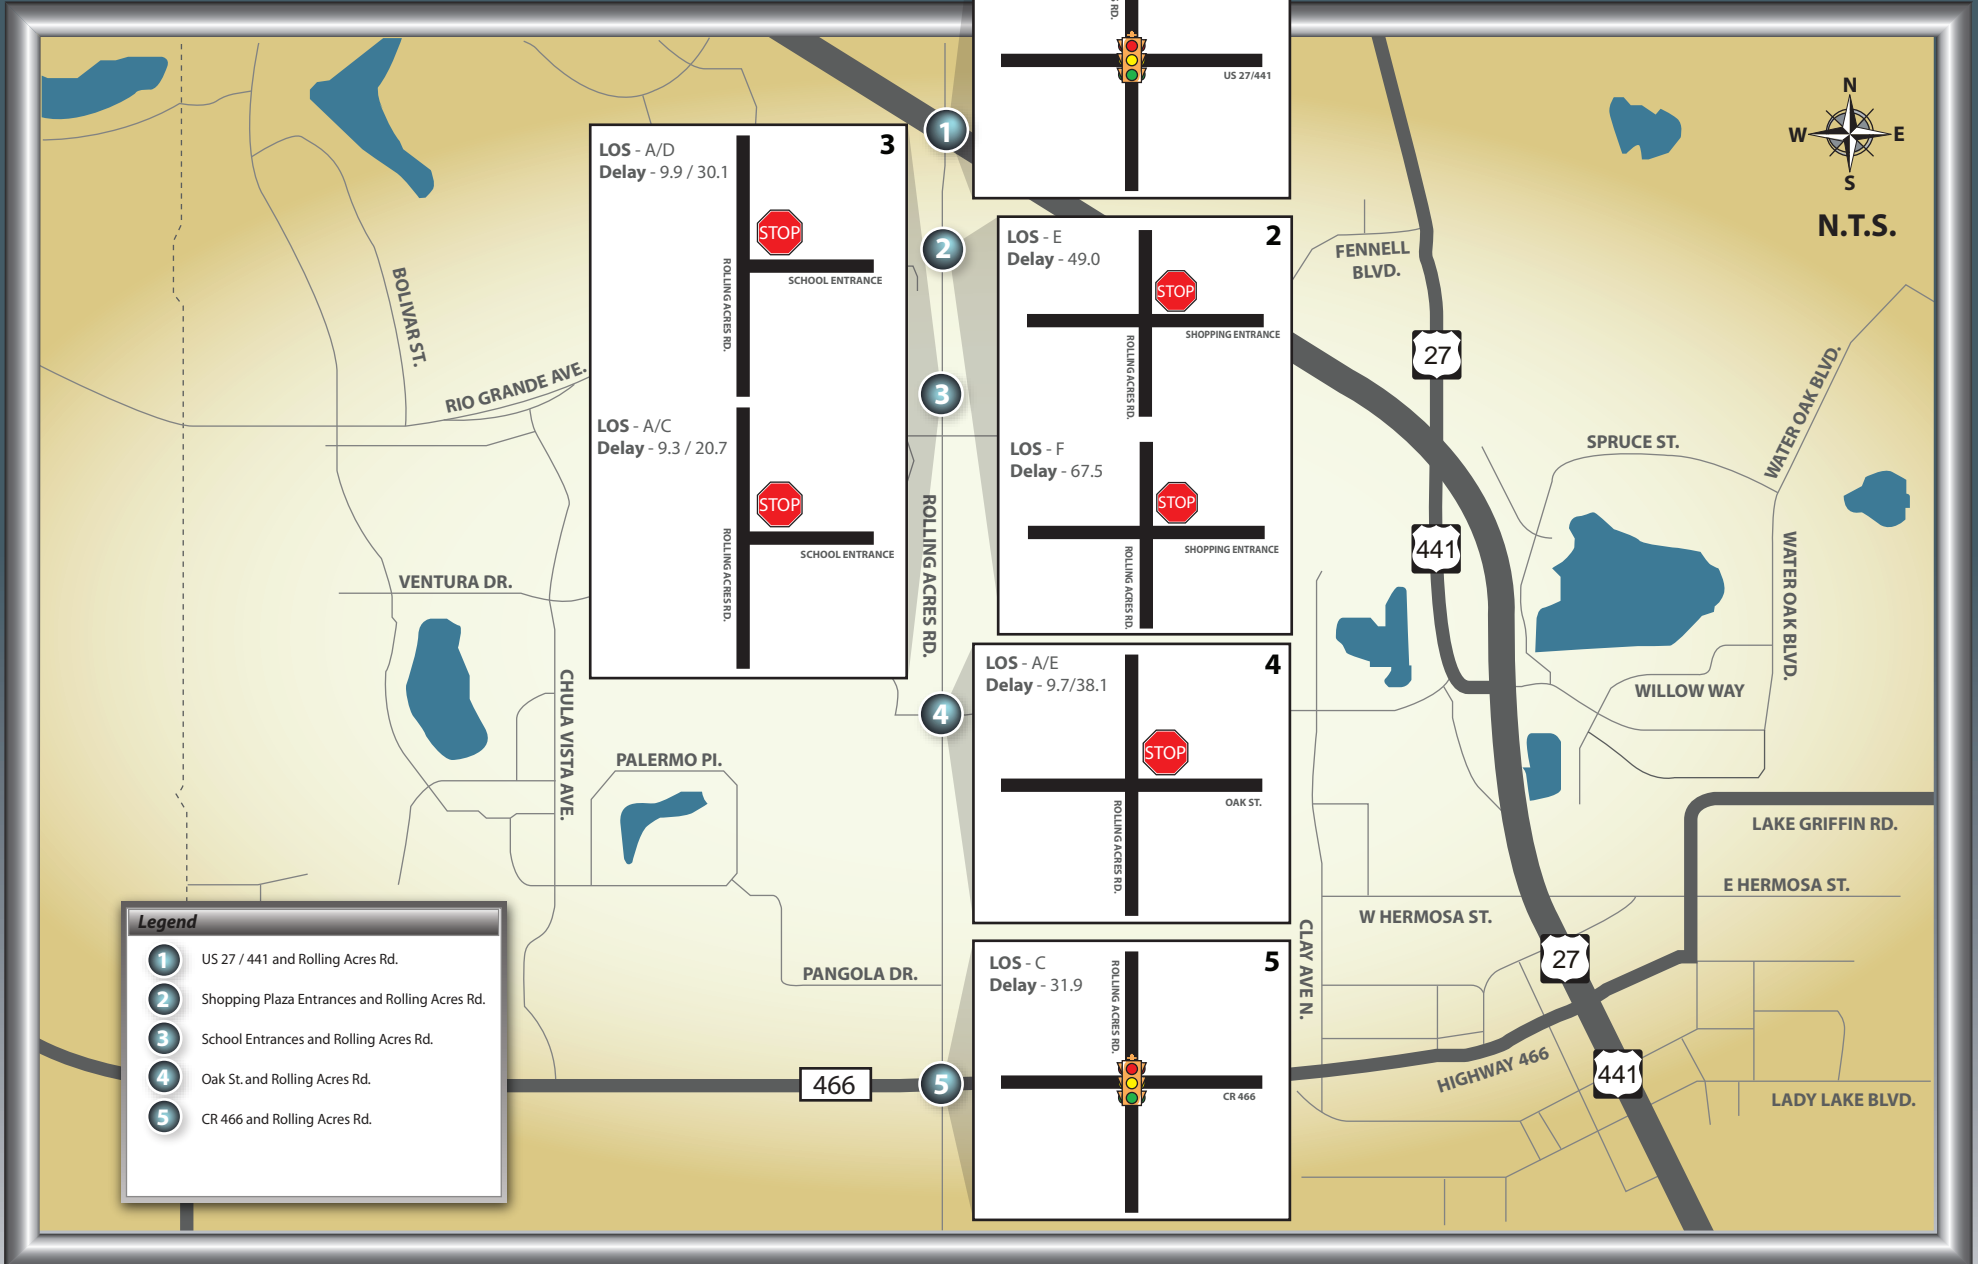 S RD.
US 27/441
1
N
W
E
S
N.T.S.
3
LOS - A/D
Delay - 9.9 / 30.1
STOP
SCHOOL ENTRANCE
ROLLING ACRES RD.
LOS - A/C
Delay - 9.3 / 20.7
STOP
SCHOOL ENTRANCE
ROLLING ACRES RD.
2
3
4
5
2
LOS - E
Delay - 49.0
STOP
SHOPPING ENTRANCE
ROLLING ACRES RD.
LOS - F
Delay - 67.5
STOP
SHOPPING ENTRANCE
ROLLING ACRES RD.
4
LOS - A/E
Delay - 9.7/38.1
STOP
OAK ST.
ROLLING ACRES RD.
5
LOS - C
Delay - 31.9
ROLLING ACRES RD.
CR 466
BOLIVAR ST.
RIO GRANDE AVE.
VENTURA DR.
CHULA VISTA AVE.
PALERMO Pl.
PANGOLA DR.
ROLLING ACRES RD.
466
FENNELL
BLVD.
27
441
SPRUCE ST.
WATER OAK BLVD.
WATER OAK BLVD.
WILLOW WAY
LAKE GRIFFIN RD.
E HERMOSA ST.
W HERMOSA ST.
CLAY AVE N.
27
HIGHWAY 466
441
LADY LAKE BLVD.
Legend
1 US 27 / 441 and Rolling Acres Rd.
2 Shopping Plaza Entrances and Rolling Acres Rd.
3 School Entrances and Rolling Acres Rd.
4 Oak St. and Rolling Acres Rd.
5 CR 466 and Rolling Acres Rd.